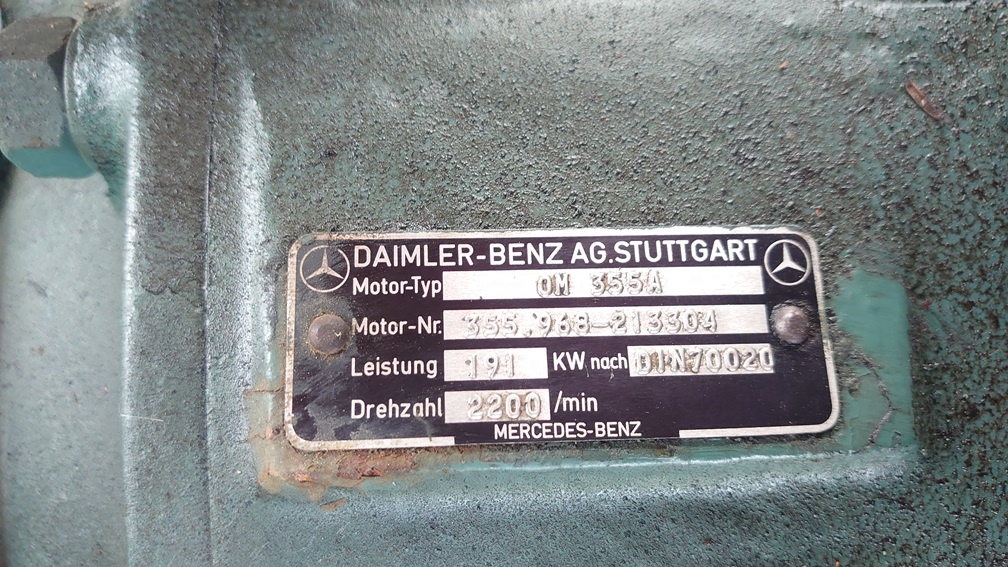 DAIMLER-BENZ AG.STUTTGART
Motor-Typ OM 355A
Motor-Nr. 355.968-213304
Leistung 191 KW nach DIN70020
Drehzahl 2200 /min
MERCEDES-BENZ